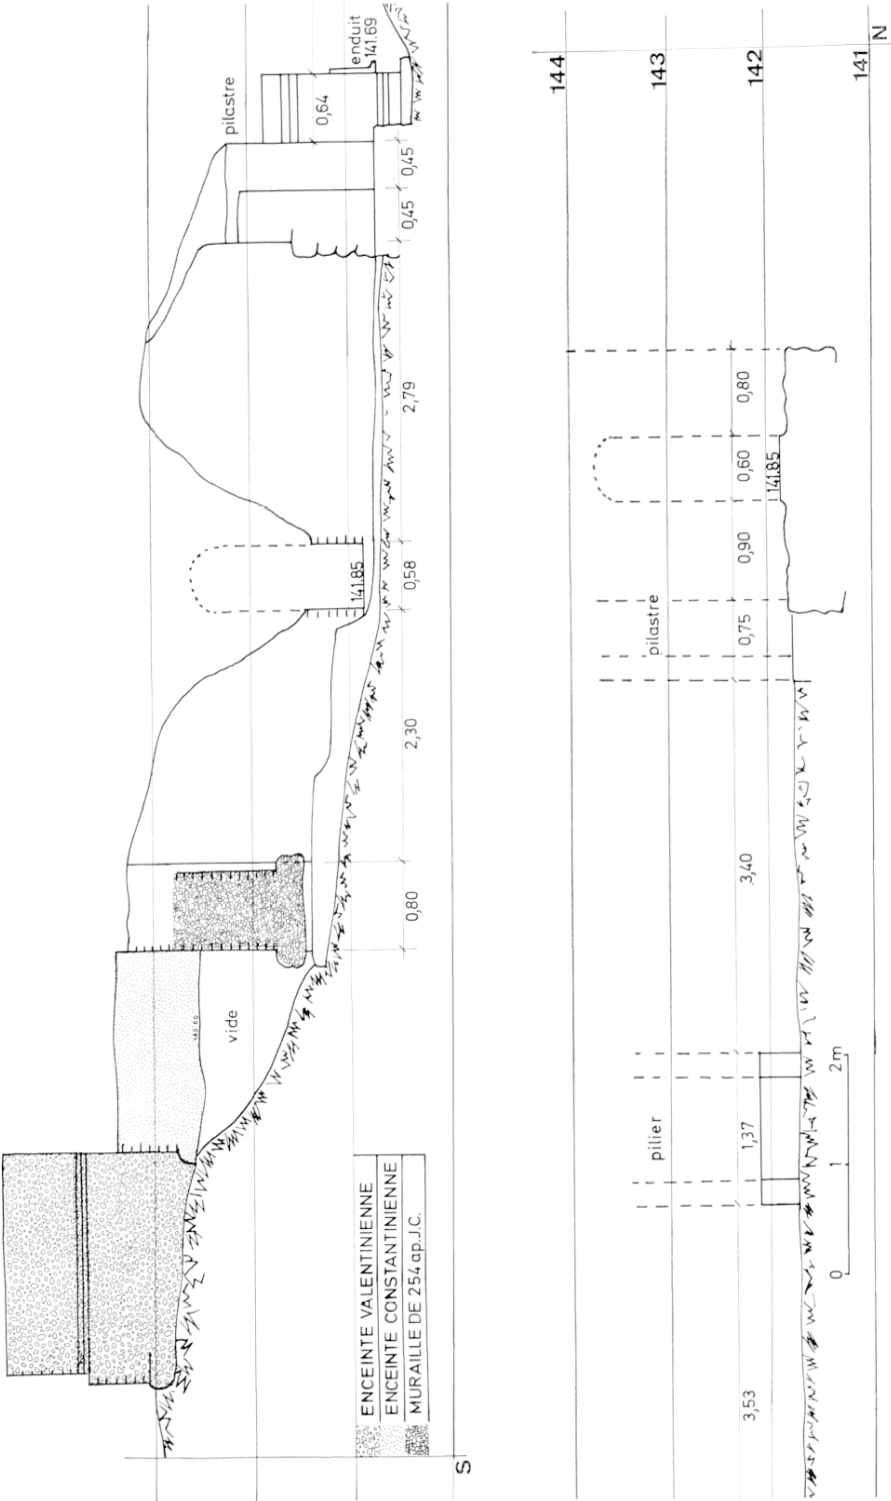 pilastre
enduit
141.69
0,64
0,45
0,45
2,79
141.85
0,58
2,30
0,80
vide
ENCEINTE VALENTINIENNE
ENCEINTE CONSTANTINIENNE
MURAILLE DE 254 ap.J.C.
S
144
143
142
141
N
0,80
0,60
141.85
0,90
pilastre
0,75
3,40
pilier
1,37
3,53
0
1
2m